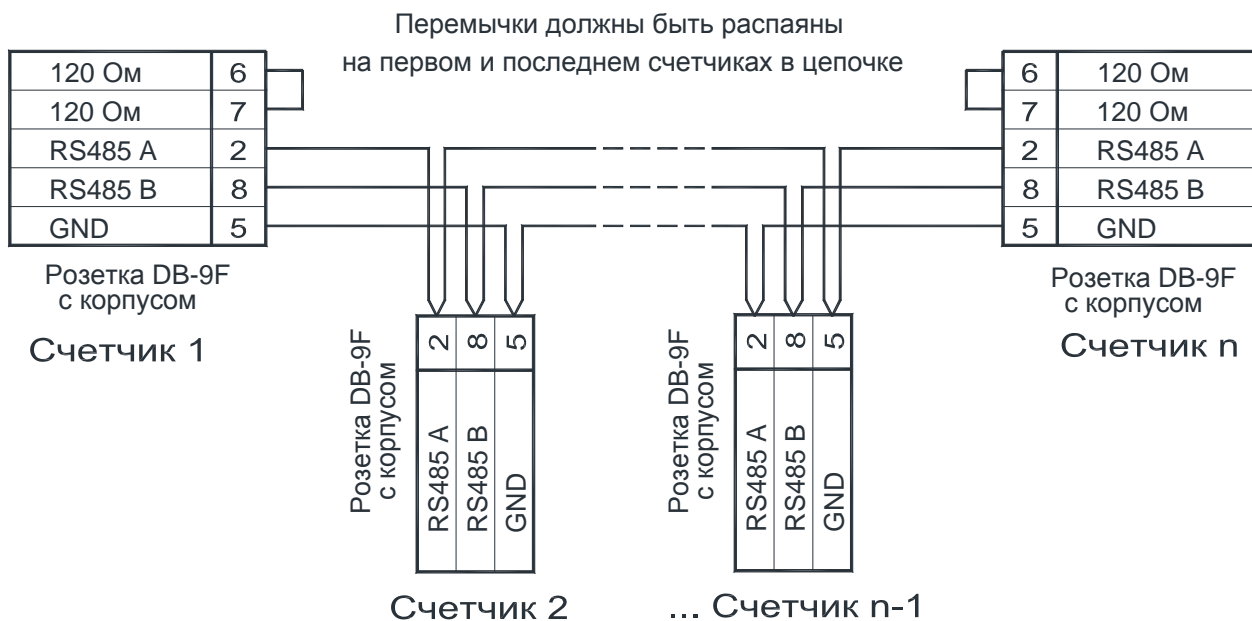 Перемычки должны быть распаяны
на первом и последнем счетчиках в цепочке
120 Ом 6
120 Ом 7
RS485 A 2
RS485 B 8
GND 5
Розетка DB-9F
с корпусом
Счетчик 1
6 120 Ом
7 120 Ом
2 RS485 A
8 RS485 B
5 GND
Розетка DB-9F
с корпусом
Счетчик n
Розетка DB-9F
с корпусом
2 RS485 A
8 RS485 B
5 GND
Счетчик 2
Розетка DB-9F
с корпусом
2 RS485 A
8 RS485 B
5 GND
... Счетчик n-1